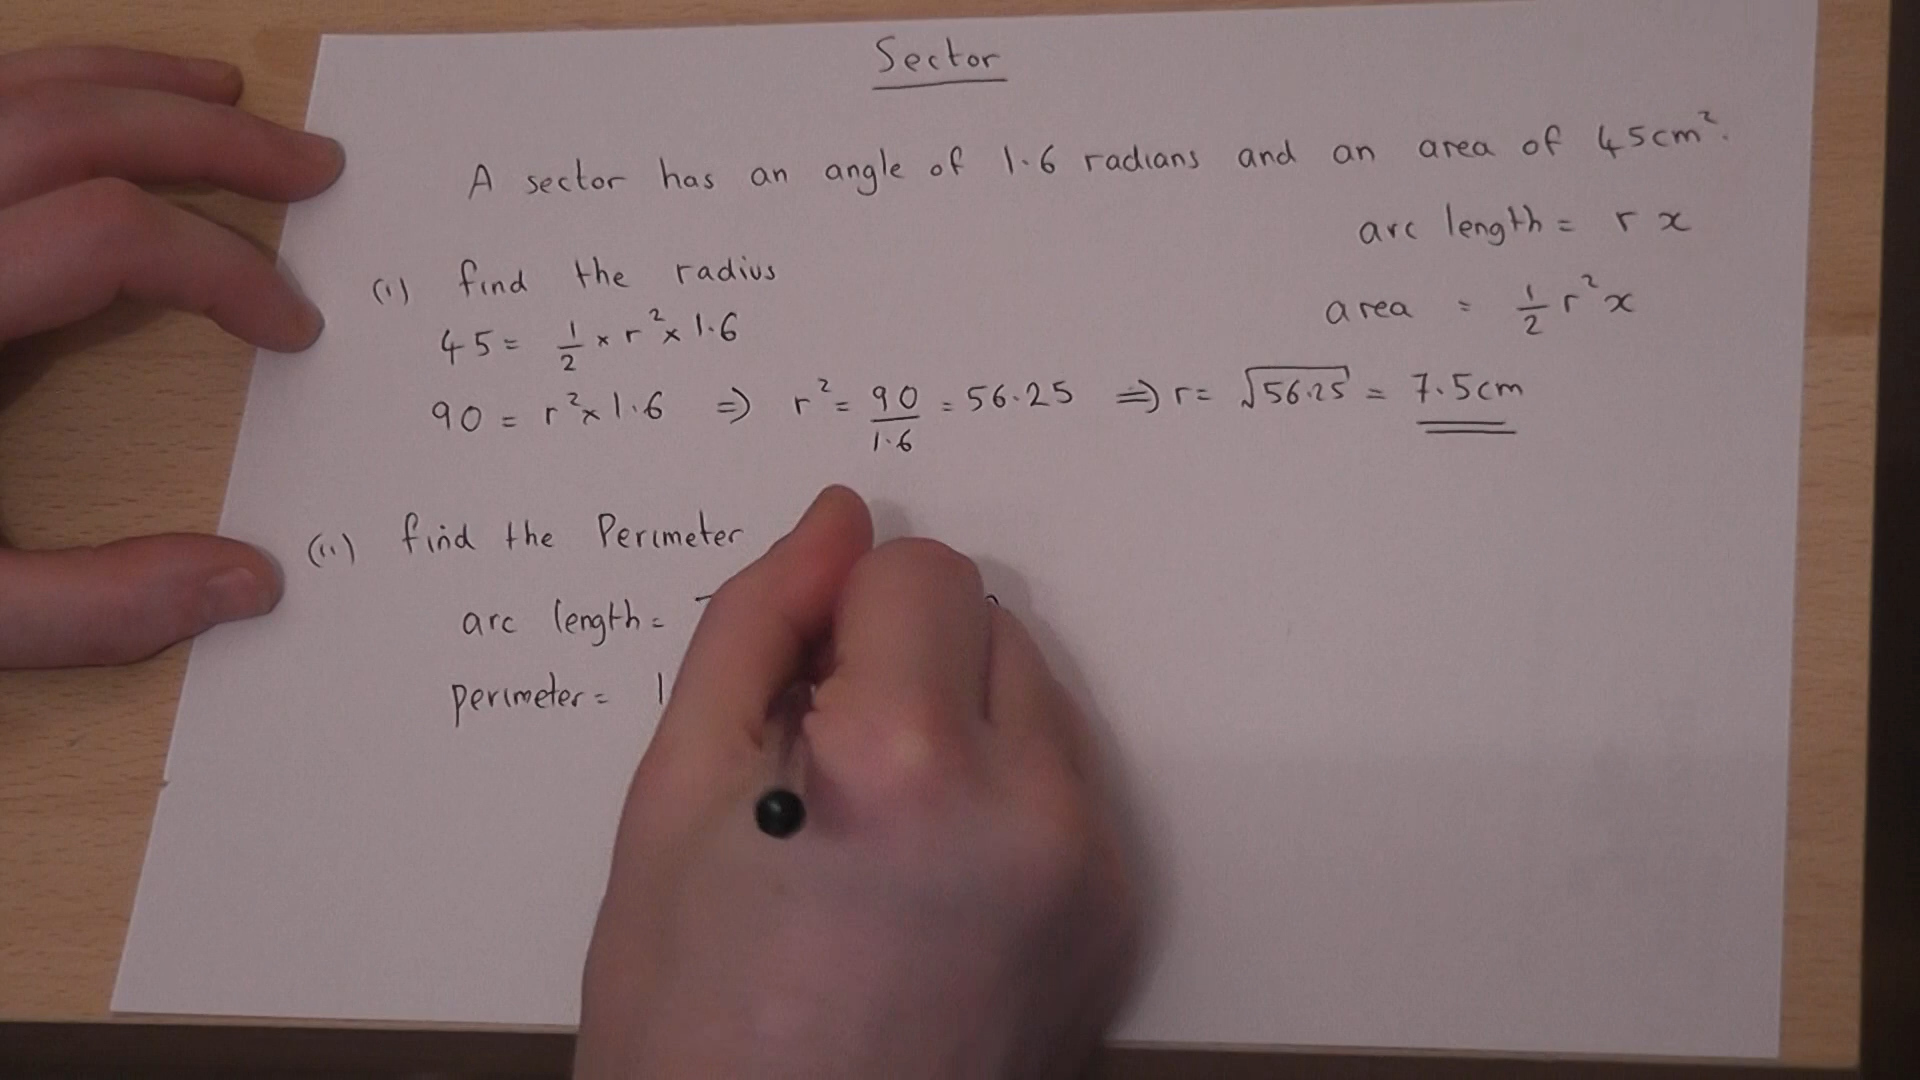 Sector
A sector has an angle of 1.6 radians and an area of 45cm².
arc length = r x
(i) find the radius
area = ½ r² x
45 = ½ × r² × 1.6
90 = r² × 1.6 ⇒ r² = 90/1.6 = 56.25 ⇒ r = √56.25 = 7.5cm
(ii) find the Perimeter
arc length =
perimeter = 1